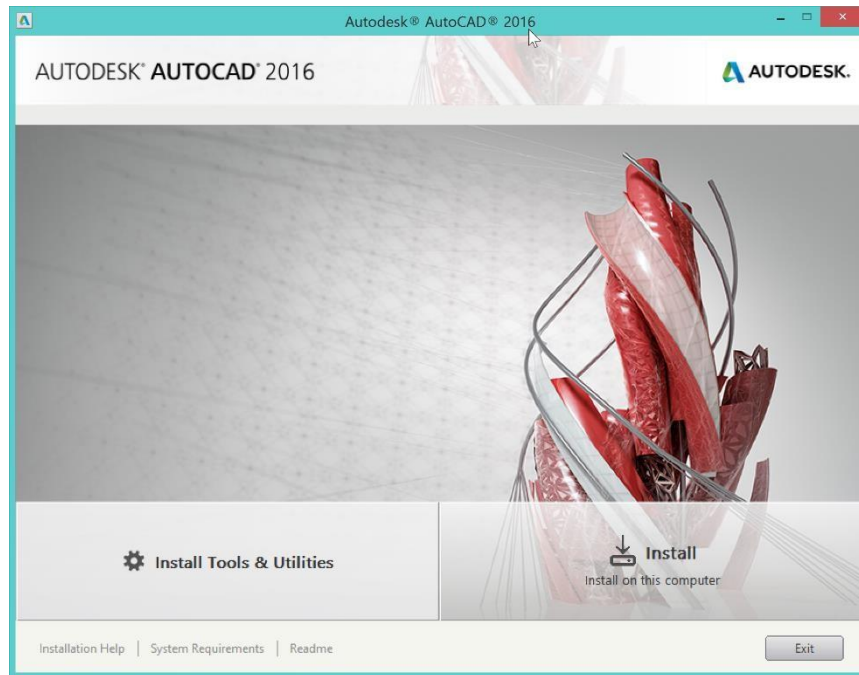 Autodesk® AutoCAD® 2016
AUTODESK® AUTOCAD® 2016
AUTODESK.
Install Tools & Utilities
Install
Install on this computer
Installation Help | System Requirements | Readme
Exit